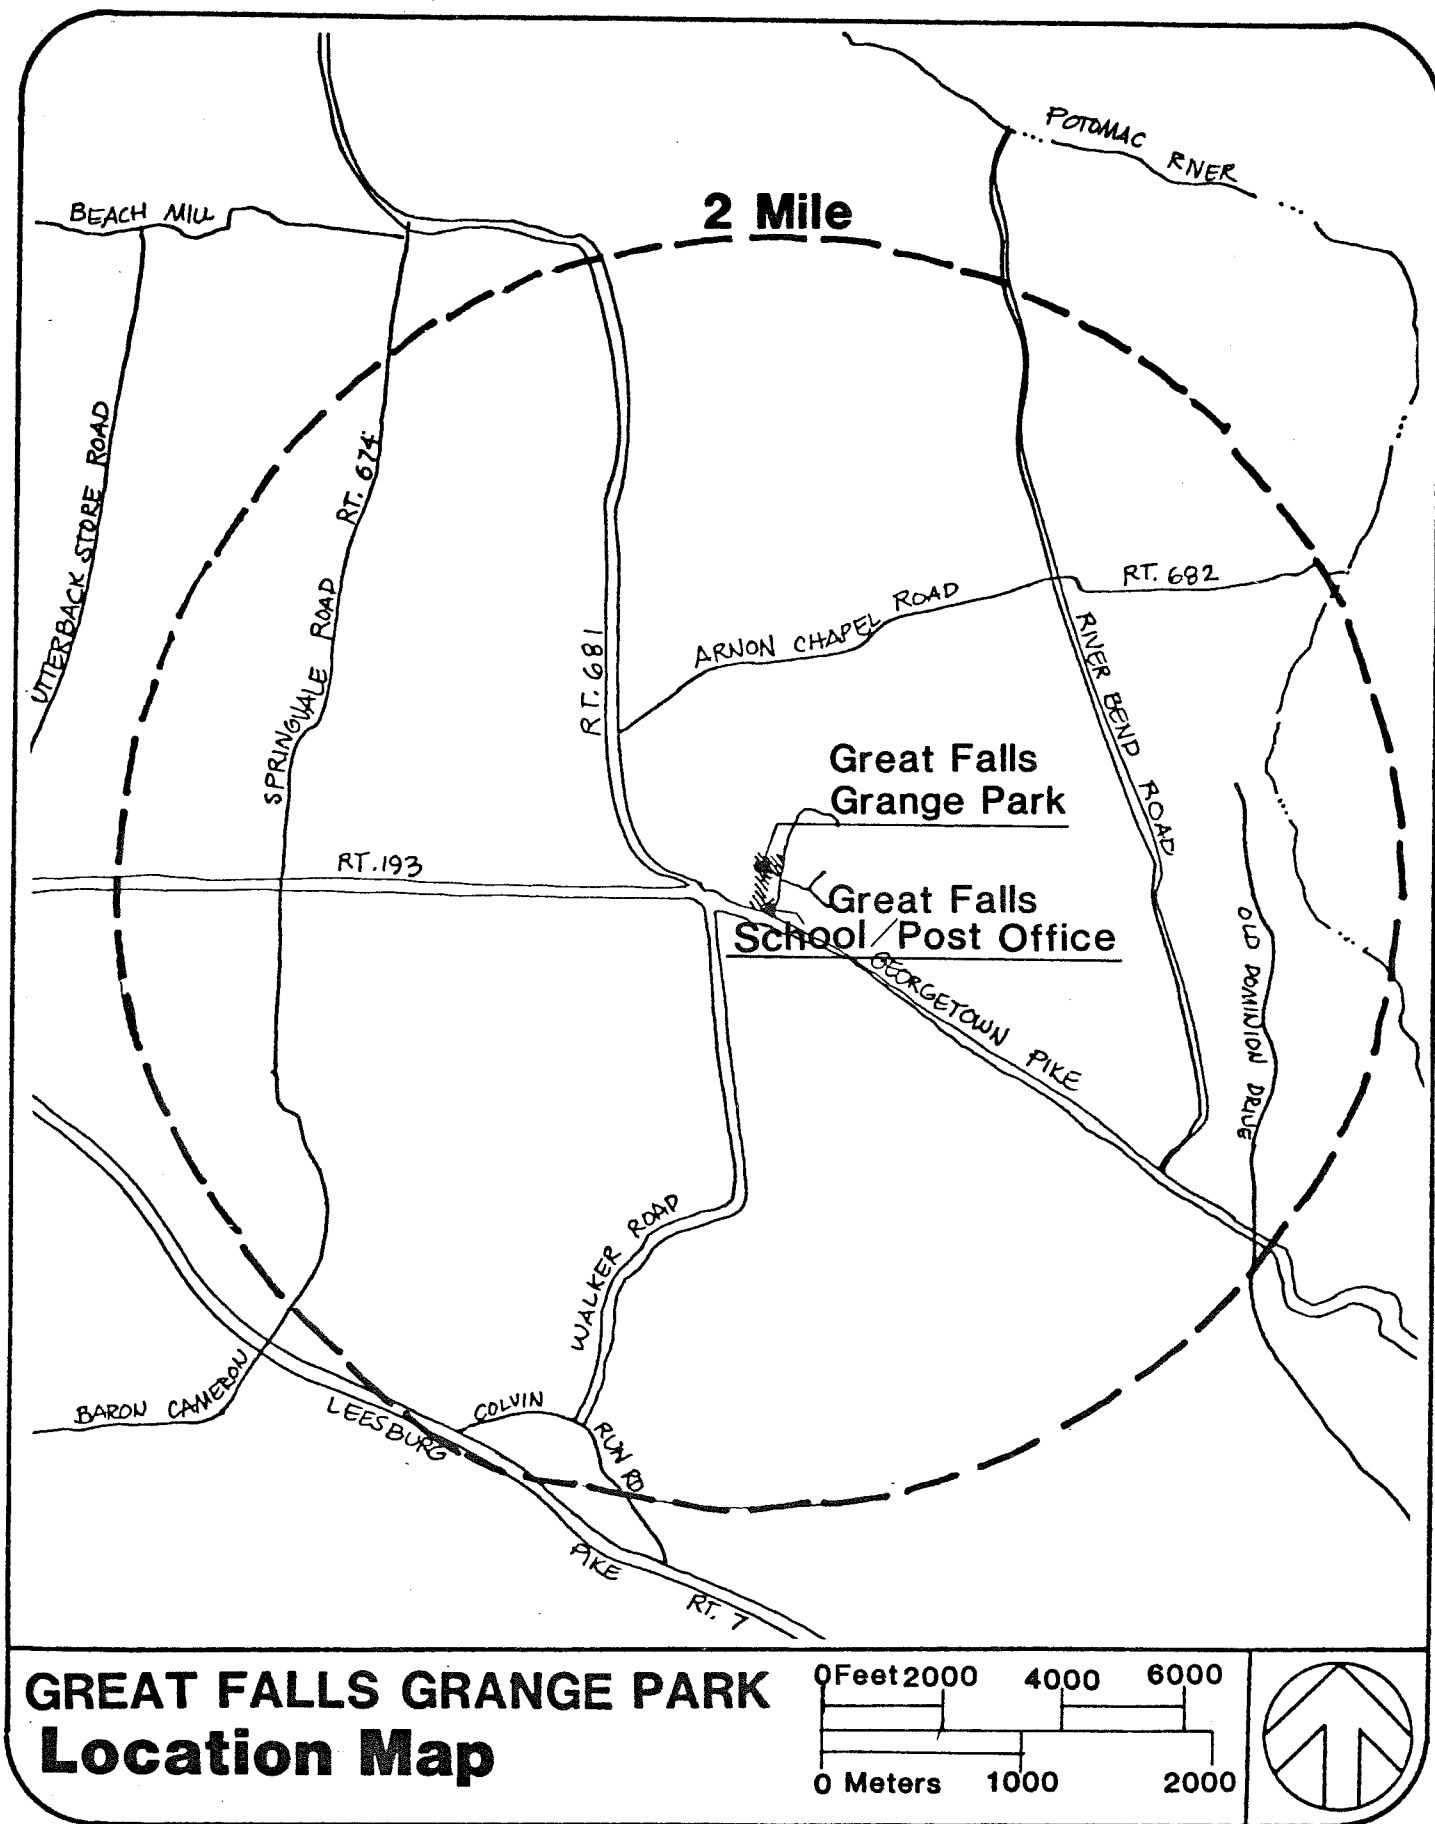 POTOMAC RIVER
2 Mile
BEACH MILL
UTTERBACK STORE ROAD
SPRINGVALE ROAD RT. 674
RT. 681
ARNON CHAPEL ROAD
RT. 682
RIVER BEND ROAD
Great Falls
Grange Park
RT. 193
Great Falls
School / Post Office
GEORGETOWN PIKE
OLD DOMINION DRIVE
WALKER ROAD
BARON CAMERON
LEESBURG PIKE RT. 7
COLVIN RUN RD
GREAT FALLS GRANGE PARK
Location Map
0 Feet 2000 4000 6000
0 Meters 1000 2000